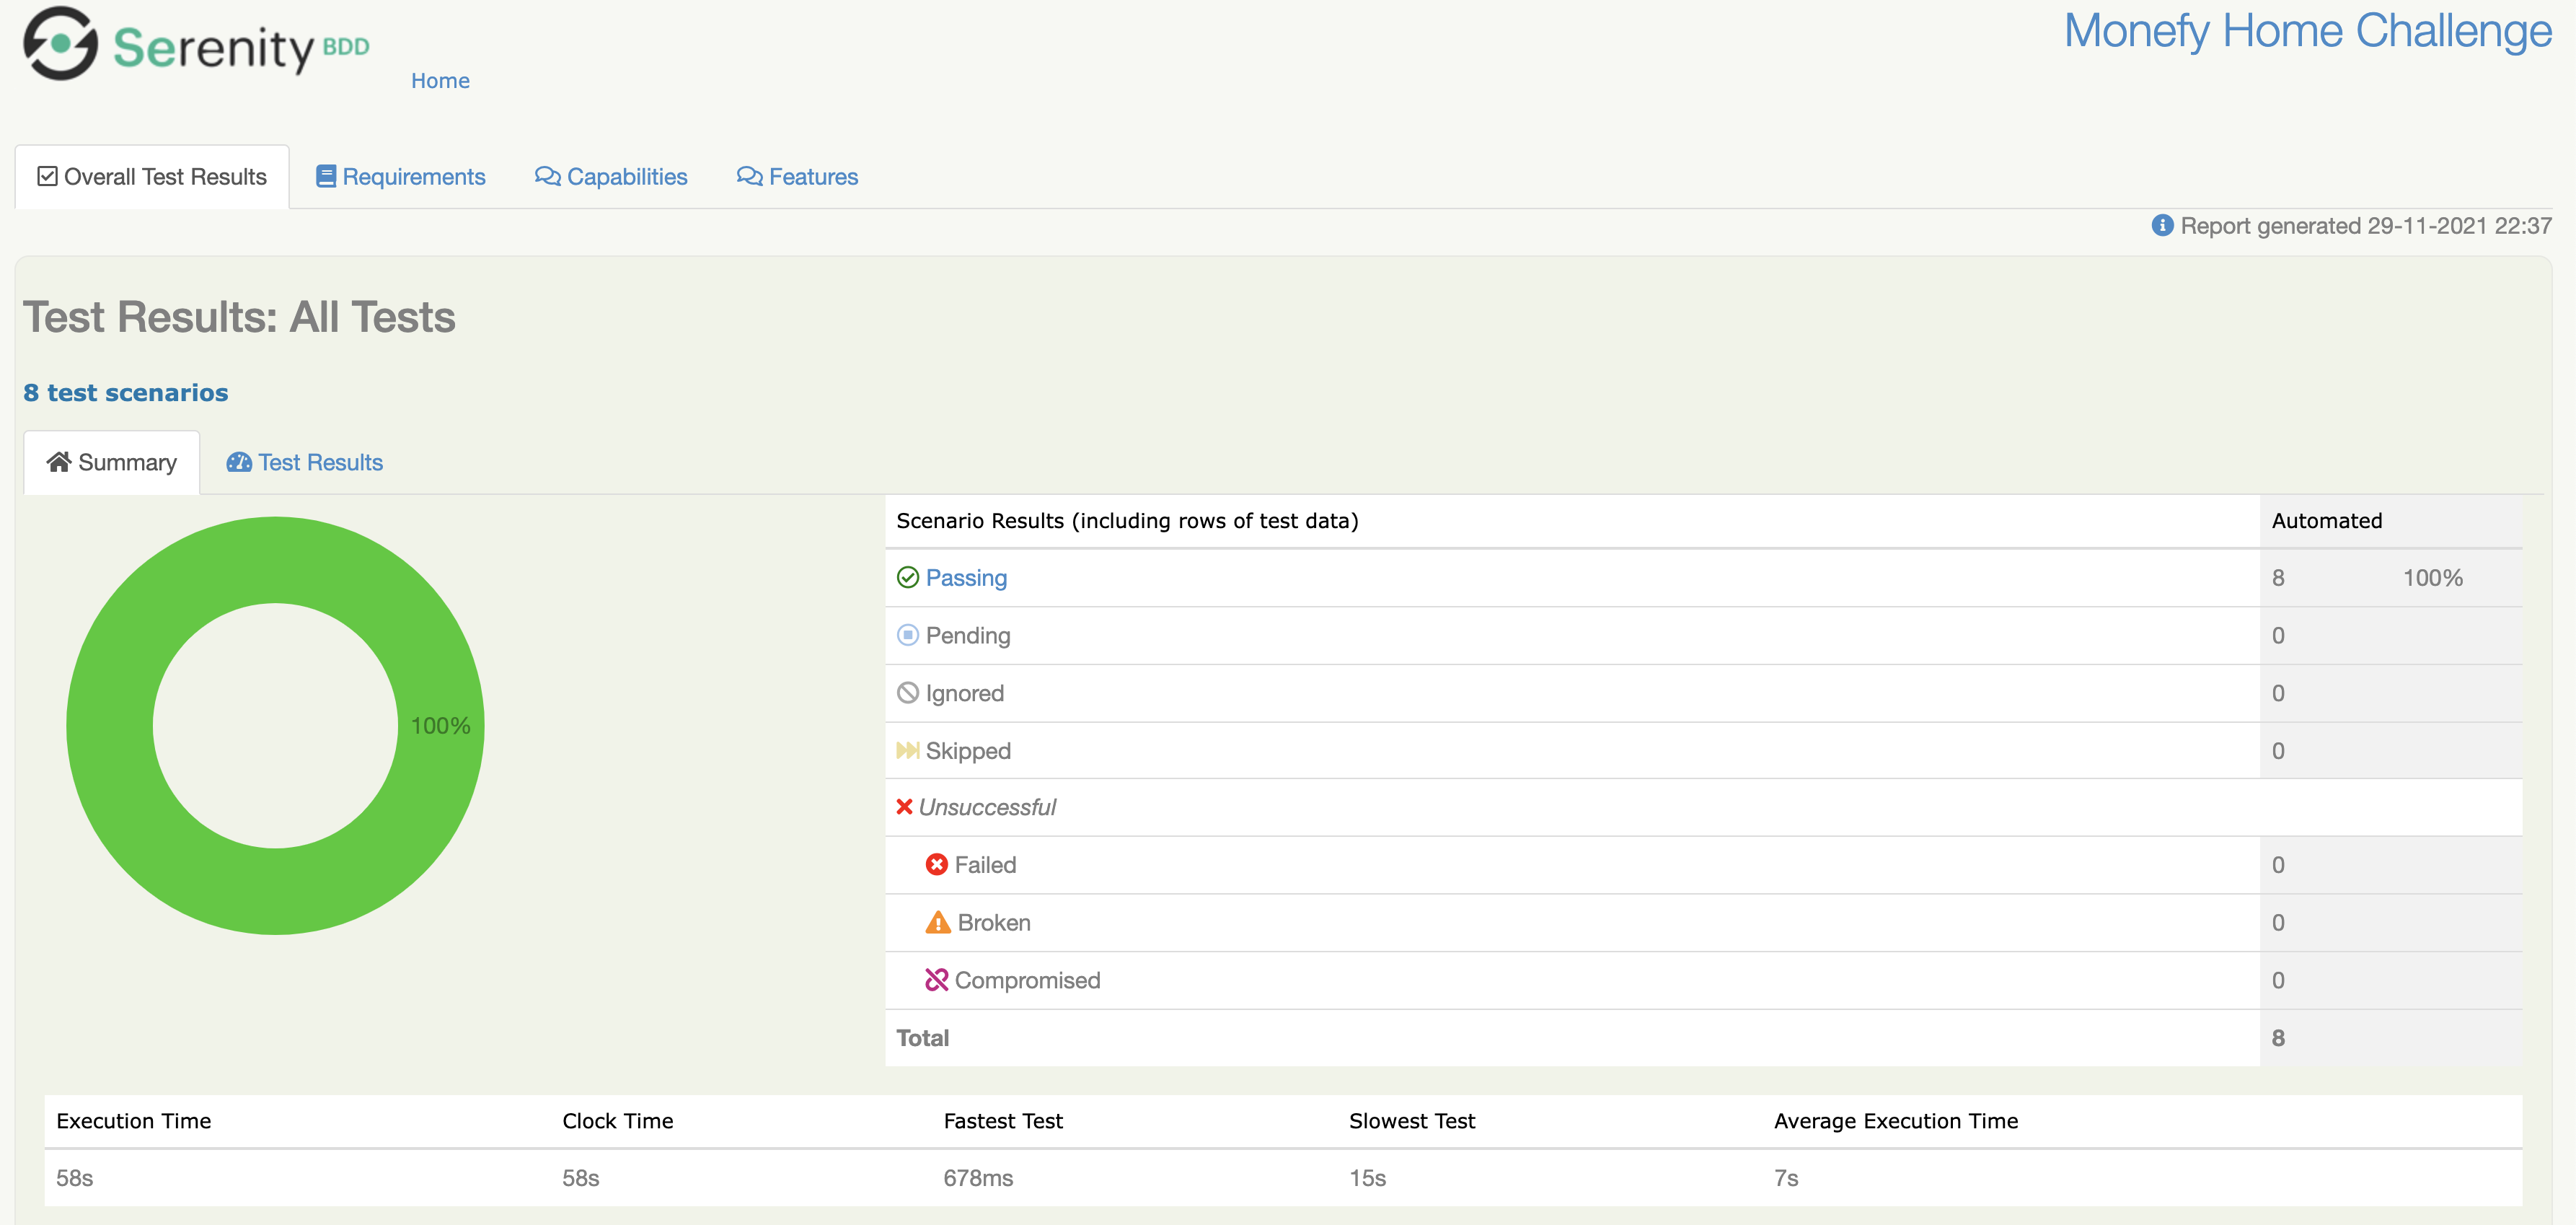 Serenity BDD
Home
Monefy Home Challenge
Overall Test Results
Requirements
Capabilities
Features
Report generated 29-11-2021 22:37
Test Results: All Tests
8 test scenarios
Summary
Test Results
100%
Scenario Results (including rows of test data) Automated
Passing 8 100%
Pending 0
Ignored 0
Skipped 0
Unsuccessful
Failed 0
Broken 0
Compromised 0
Total 8
Execution Time Clock Time Fastest Test Slowest Test Average Execution Time
58s 58s 678ms 15s 7s